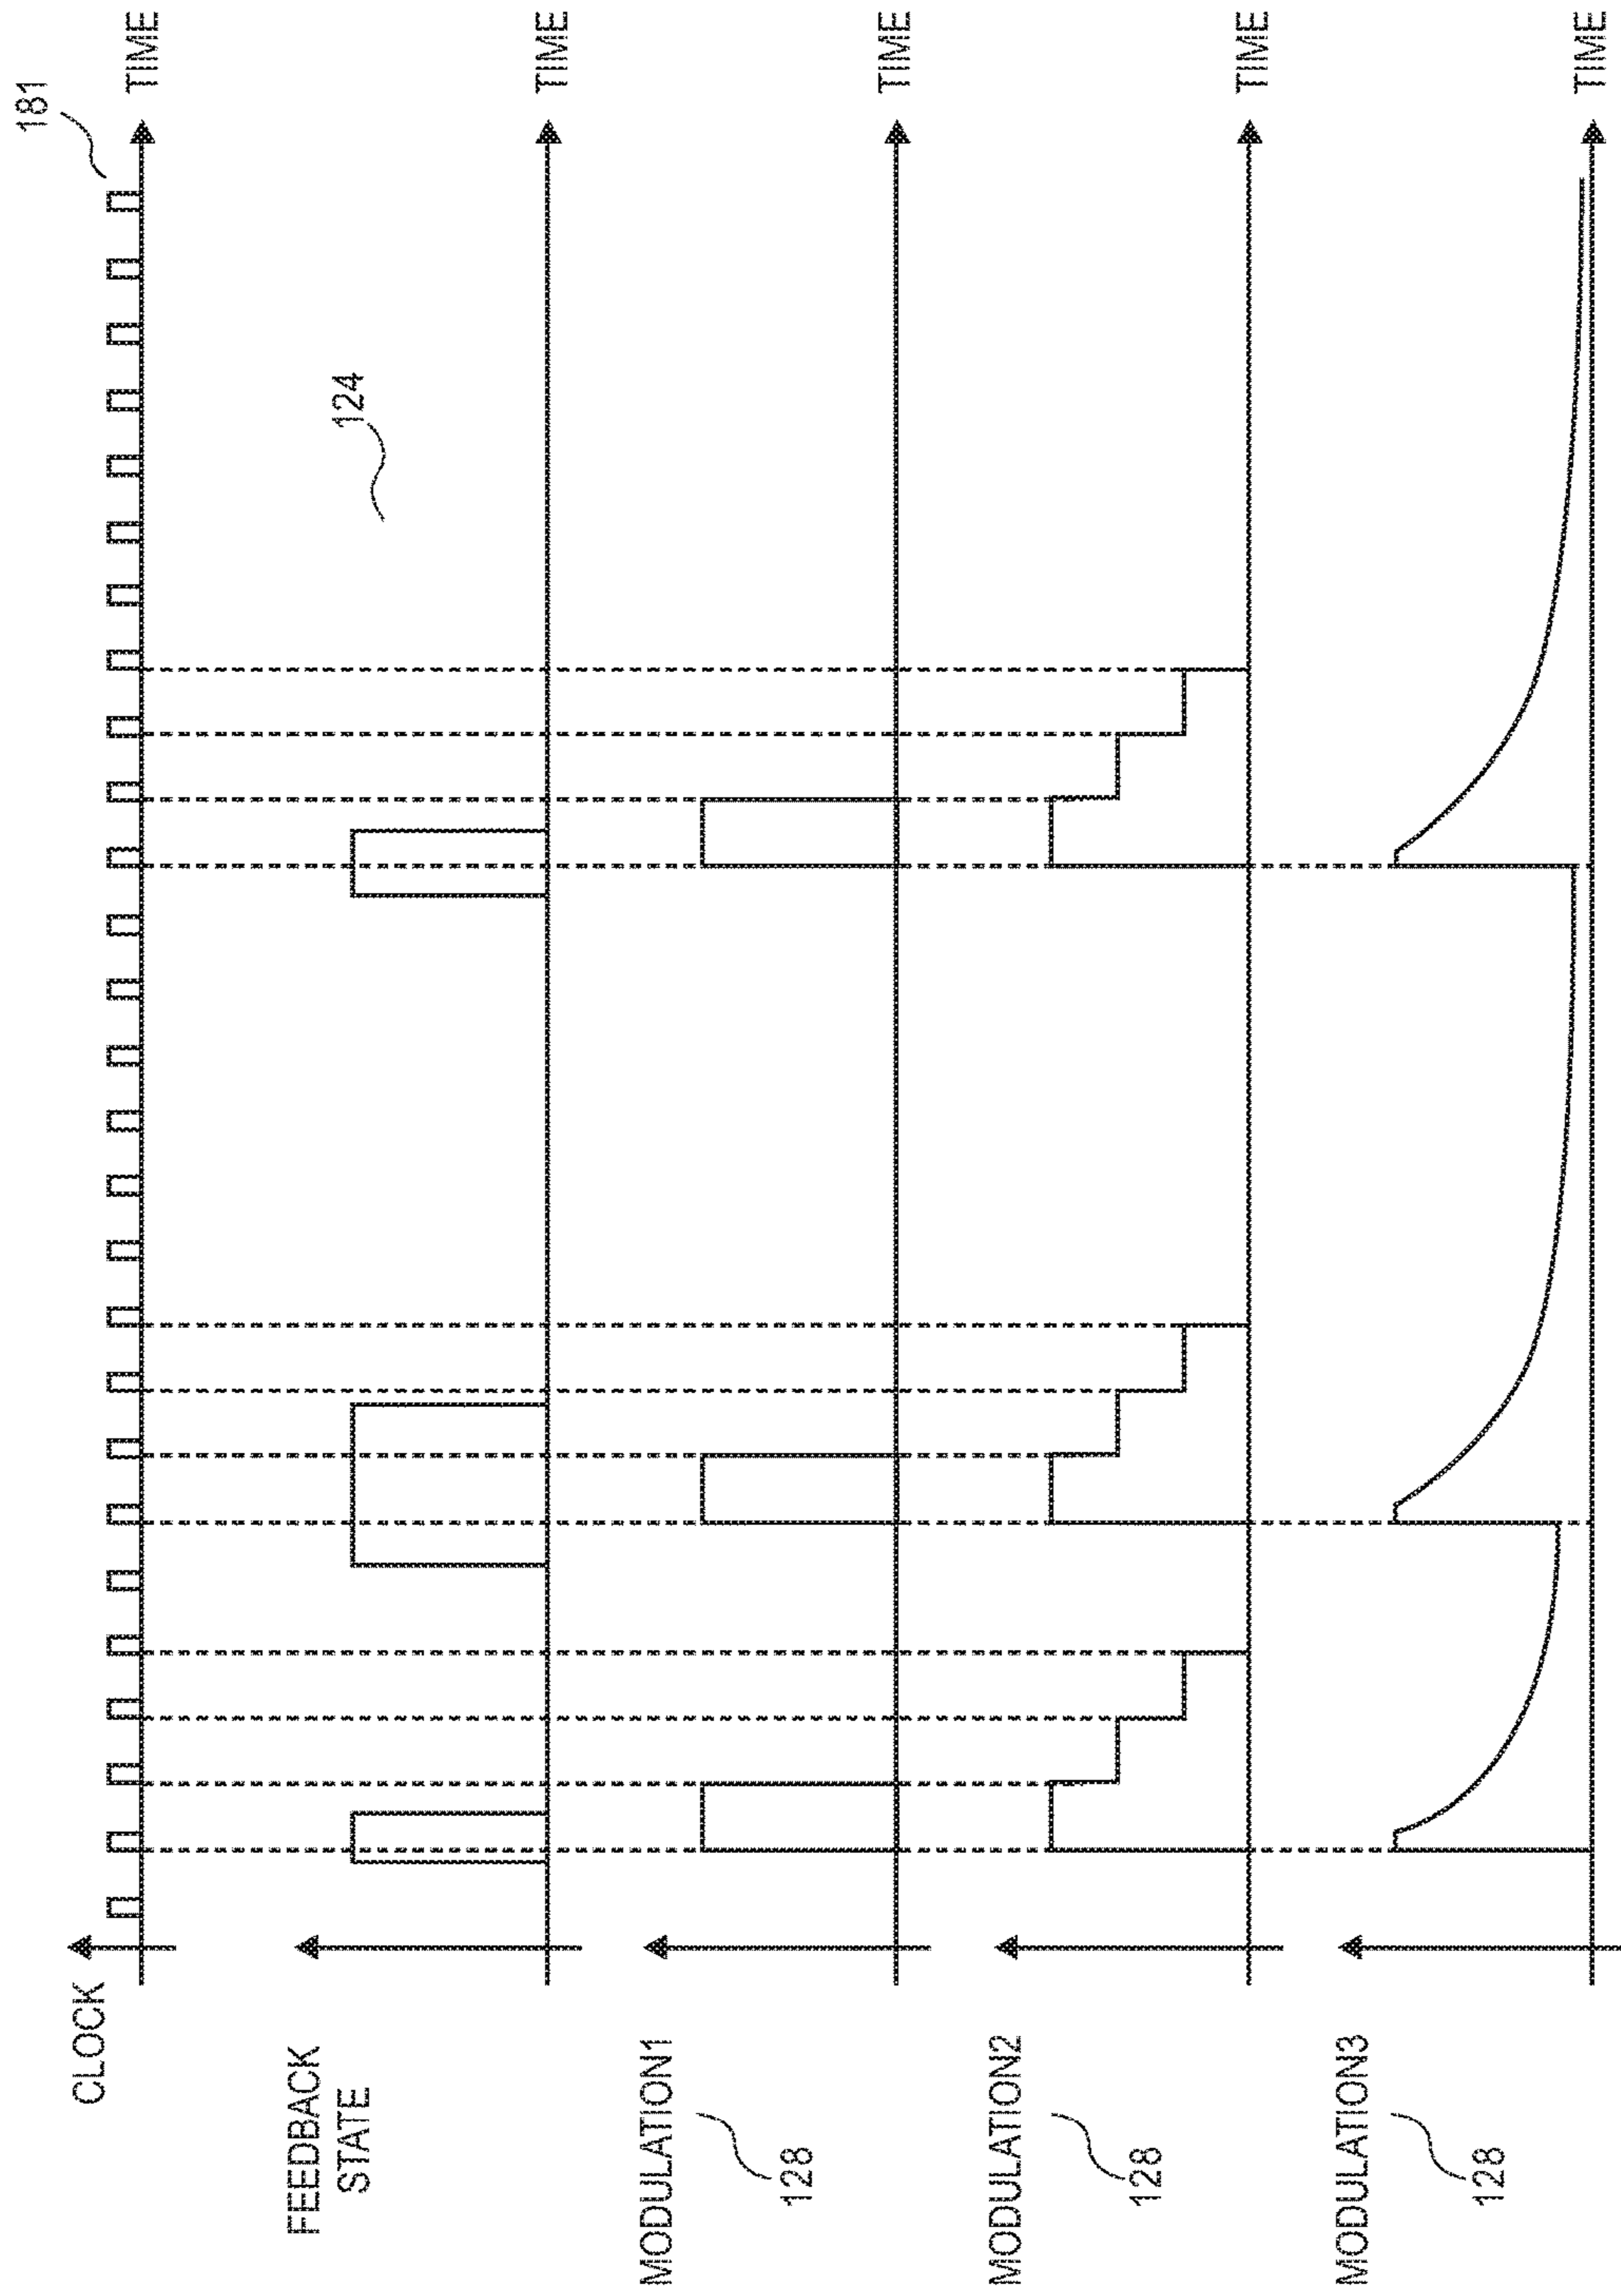 CLOCK
181
TIME
FEEDBACK
STATE
124
TIME
MODULATION1
128
TIME
MODULATION2
128
TIME
MODULATION3
128
TIME